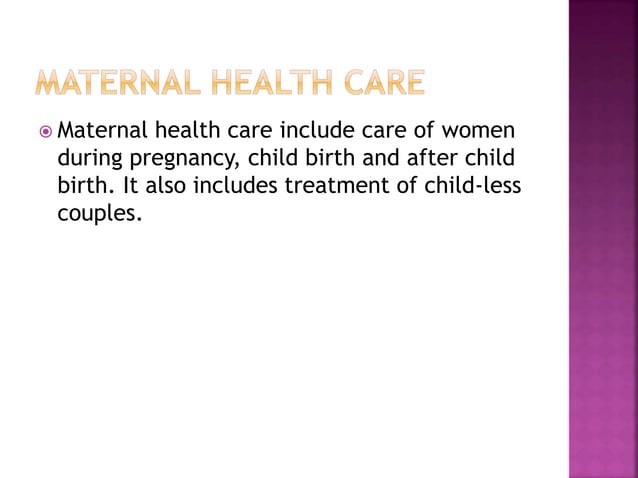 MATERNAL HEALTH CARE
Maternal health care include care of women
during pregnancy, child birth and after child
birth. It also includes treatment of child-less
couples.